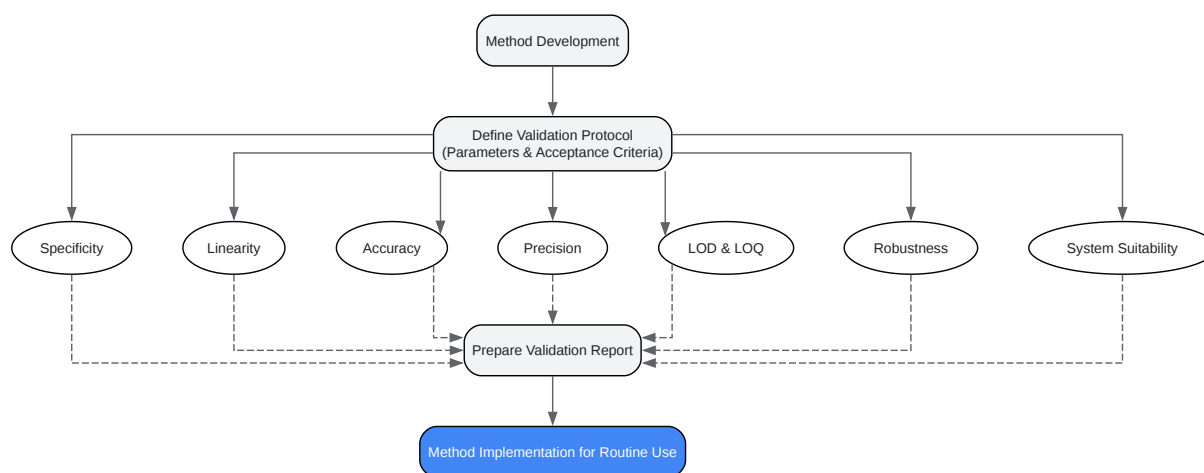 Method Development
Define Validation Protocol
(Parameters & Acceptance Criteria)
Specificity
Linearity
Accuracy
Precision
LOD & LOQ
Robustness
System Suitability
Prepare Validation Report
Method Implementation for Routine Use